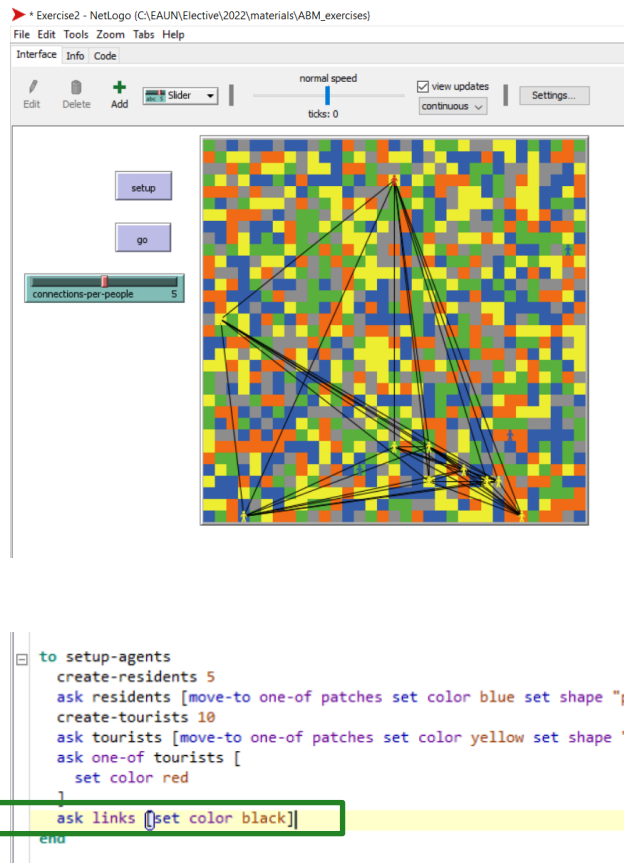 * Exercise2 - NetLogo {C:\EAUN\Elective\2022\materials\ABM_exercises}
File Edit Tools Zoom Tabs Help
Interface Info Code
Edit Delete Add abc 5 Slider normal speed ticks: 0 view updates continuous Settings...
setup
go
connections-per-people 5
to setup-agents
create-residents 5
ask residents [move-to one-of patches set color blue set shape "p
create-tourists 10
ask tourists [move-to one-of patches set color yellow set shape "
ask one-of tourists [
set color red
]
ask links [set color black]
end